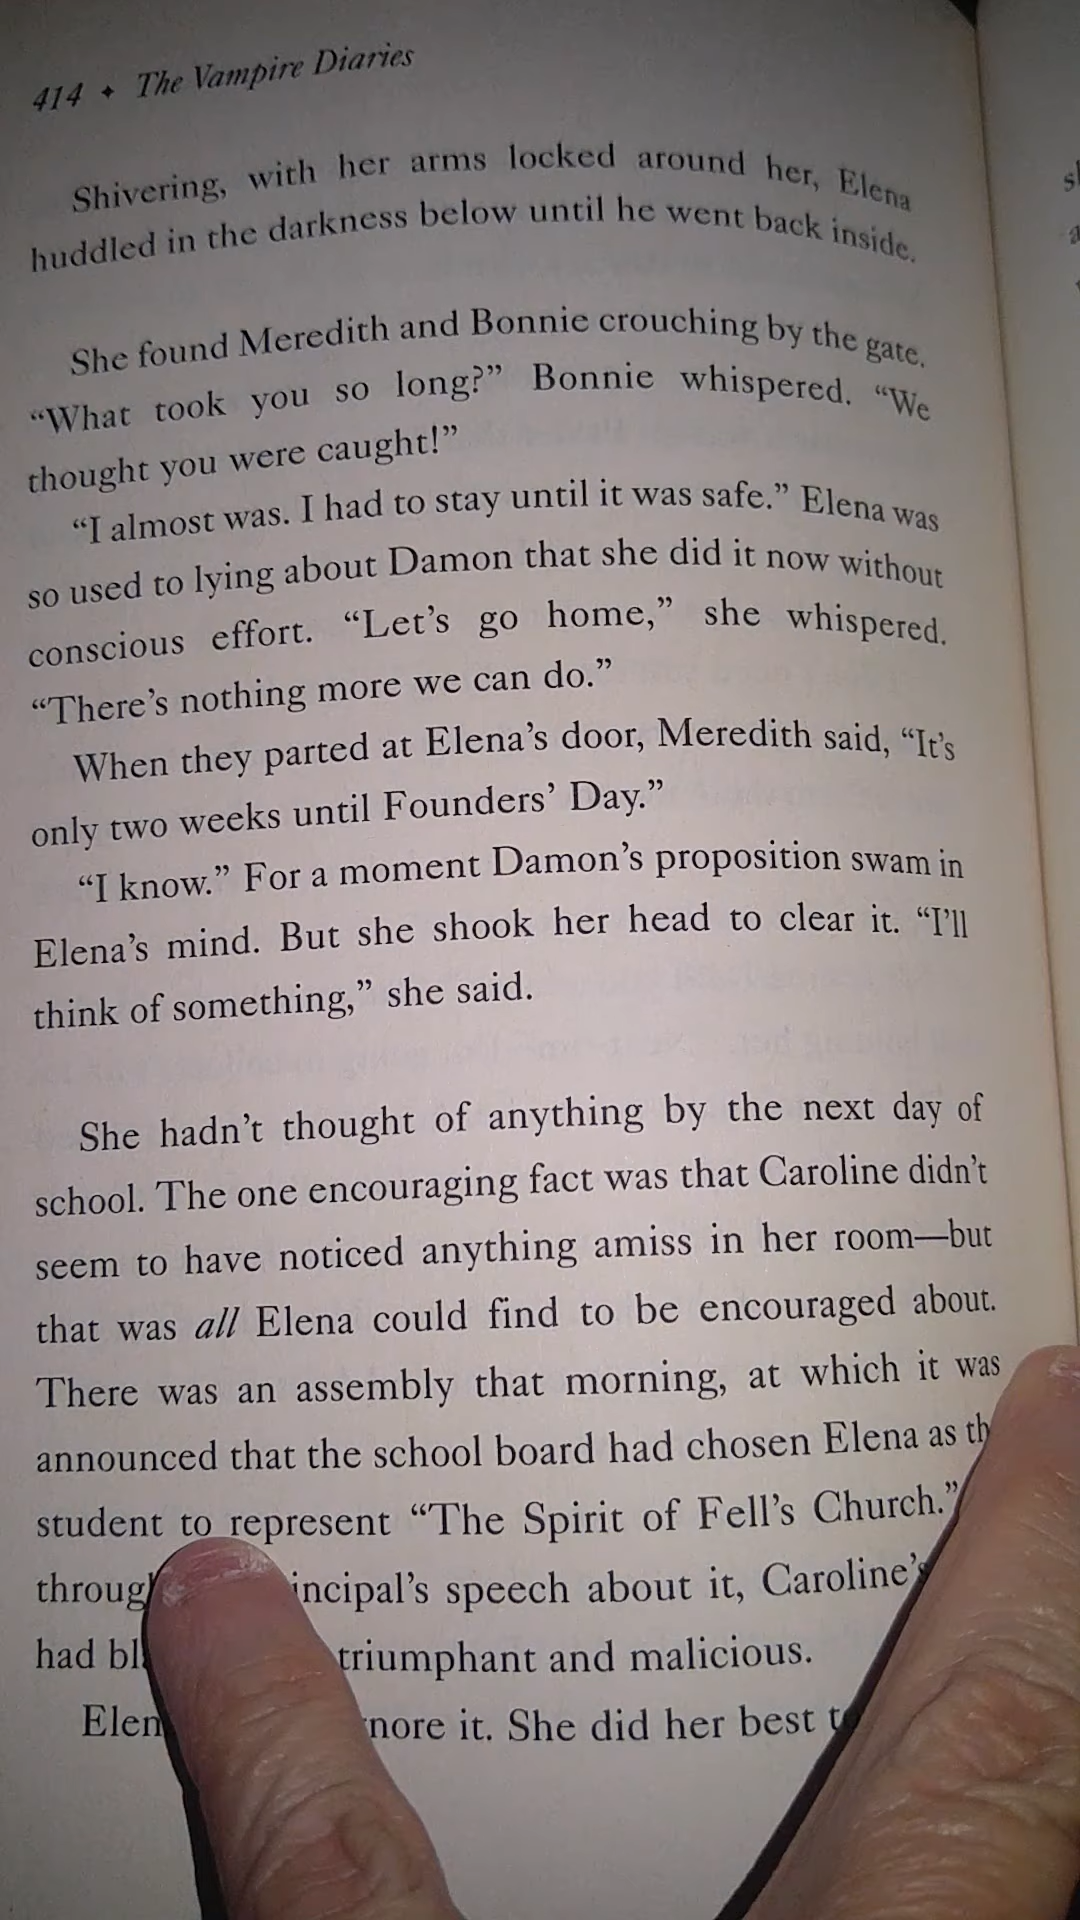 414 ✦ The Vampire Diaries
Shivering, with her arms locked around her, Elena
huddled in the darkness below until he went back inside.
She found Meredith and Bonnie crouching by the gate.
“What took you so long?” Bonnie whispered. “We
thought you were caught!”
“I almost was. I had to stay until it was safe.” Elena was
so used to lying about Damon that she did it now without
conscious effort. “Let’s go home,” she whispered.
“There’s nothing more we can do.”
When they parted at Elena’s door, Meredith said, “It’s
only two weeks until Founders’ Day.”
“I know.” For a moment Damon’s proposition swam in
Elena’s mind. But she shook her head to clear it. “I’ll
think of something,” she said.
She hadn’t thought of anything by the next day of
school. The one encouraging fact was that Caroline didn’t
seem to have noticed anything amiss in her room—but
that was all Elena could find to be encouraged about.
There was an assembly that morning, at which it was
announced that the school board had chosen Elena as
student to represent “The Spirit of Fell’s Church.”
speech about it, Caroline’s
had triumphant and malicious.
it. She did her best